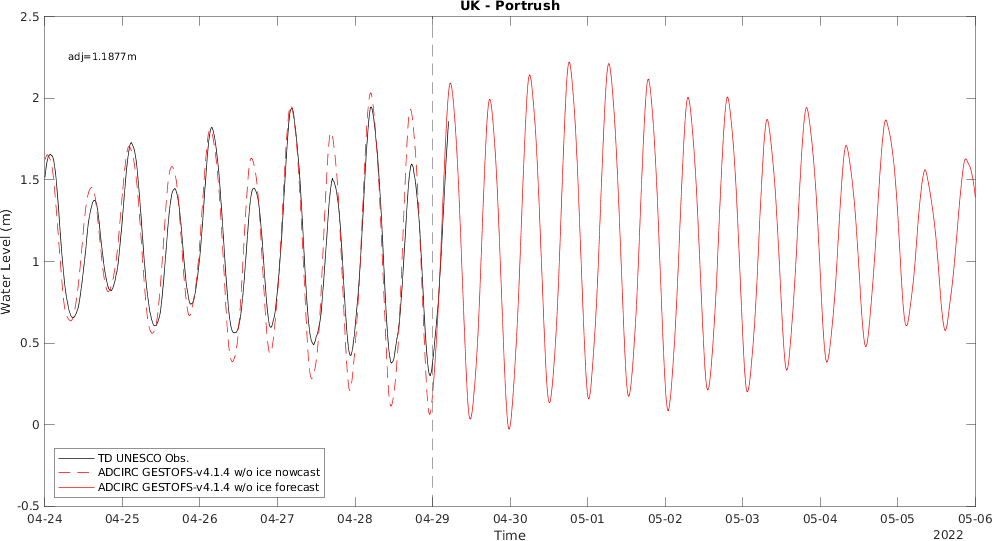 UK - Portrush
adj=1.1877m
Water Level (m)
2.5
2
1.5
1
0.5
0
-0.5
TD UNESCO Obs.
ADCIRC GESTOFS-v4.1.4 w/o ice nowcast
ADCIRC GESTOFS-v4.1.4 w/o ice forecast
04-24 04-25 04-26 04-27 04-28 04-29 04-30 05-01 05-02 05-03 05-04 05-05 05-06
Time
2022